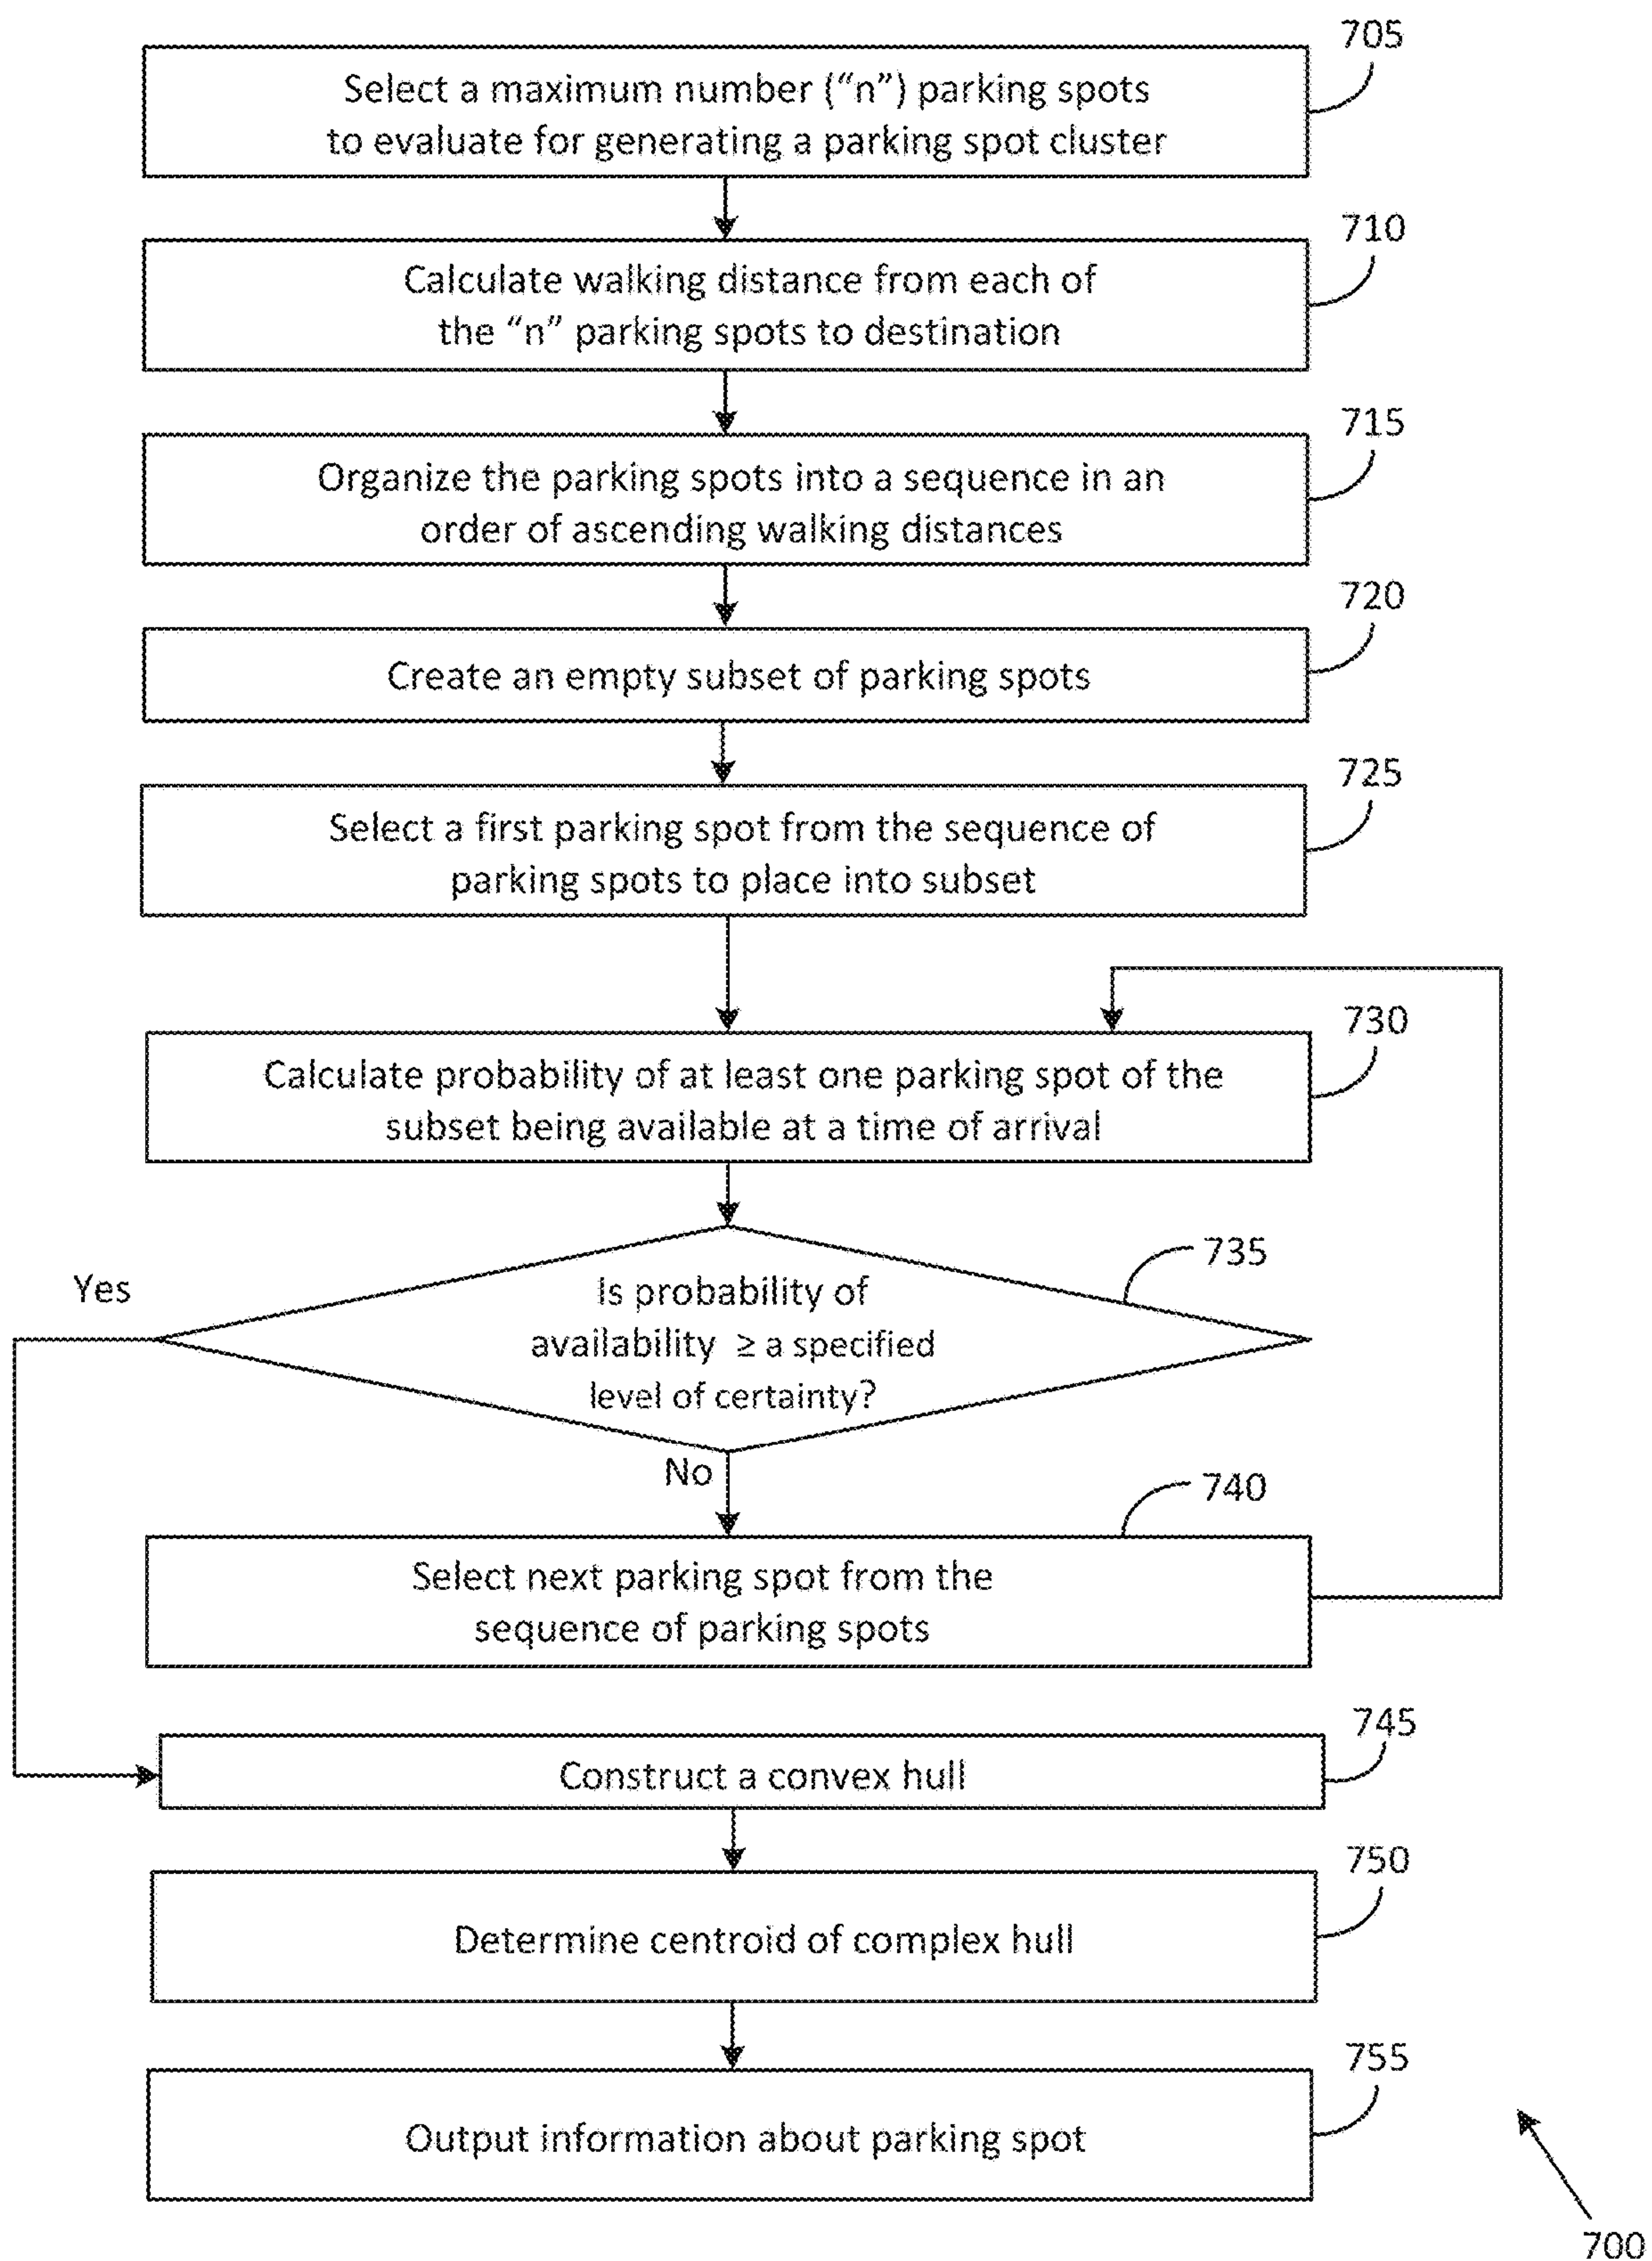 705
Select a maximum number (“n”) parking spots
to evaluate for generating a parking spot cluster
710
Calculate walking distance from each of
the “n” parking spots to destination
715
Organize the parking spots into a sequence in an
order of ascending walking distances
720
Create an empty subset of parking spots
725
Select a first parking spot from the sequence of
parking spots to place into subset
730
Calculate probability of at least one parking spot of the
subset being available at a time of arrival
735
Yes
Is probability of
availability ≥ a specified
level of certainty?
No
740
Select next parking spot from the
sequence of parking spots
745
Construct a convex hull
750
Determine centroid of complex hull
755
Output information about parking spot
700